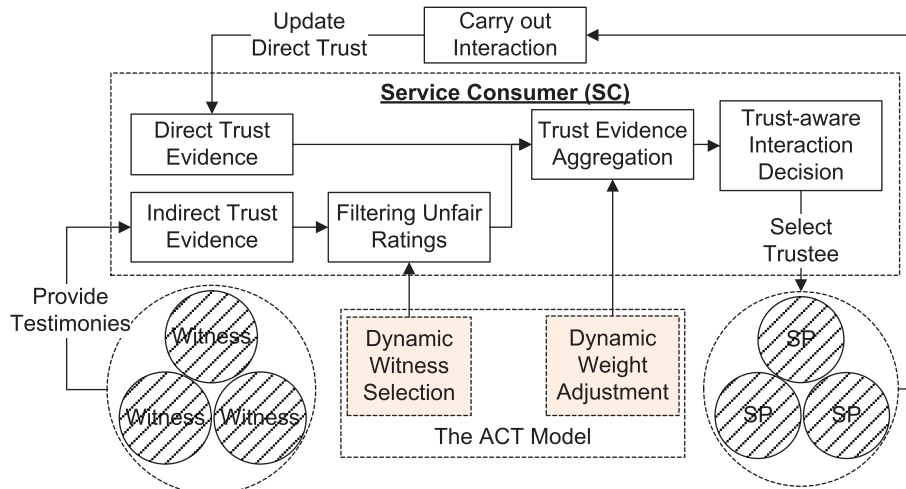 Update
Direct Trust
Carry out
Interaction
Service Consumer (SC)
Direct Trust
Evidence
Trust Evidence
Aggregation
Trust-aware
Interaction
Decision
Indirect Trust
Evidence
Filtering Unfair
Ratings
Select
Trustee
Provide
Testimonies
Witness
Witness
Witness
Dynamic
Witness
Selection
Dynamic
Weight
Adjustment
The ACT Model
SP
SP
SP